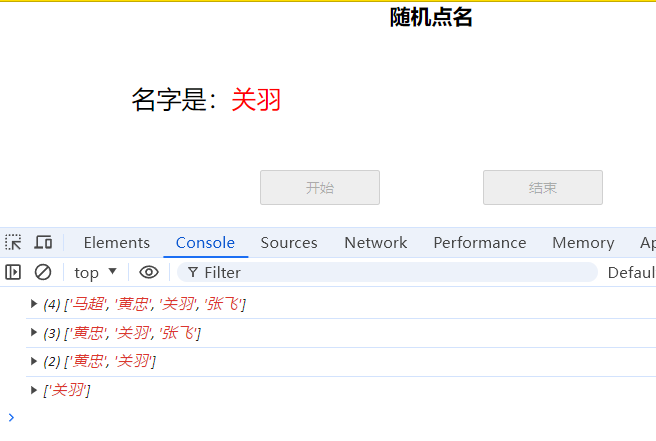 随机点名
名字是：关羽
开始 结束
Elements Console Sources Network Performance Memory Ap
top Filter Defaul
(4) ['马超', '黄忠', '关羽', '张飞']
(3) ['黄忠', '关羽', '张飞']
(2) ['黄忠', '关羽']
['关羽']